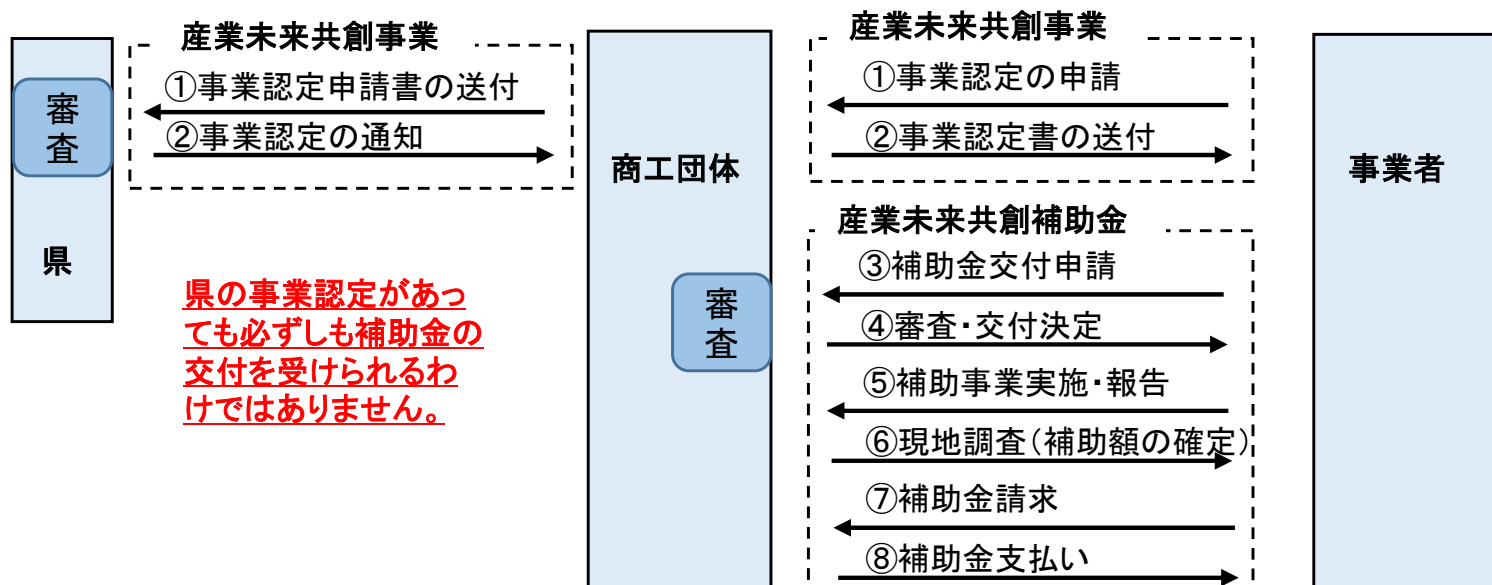 産業未来共創事業
①事業認定申請書の送付
②事業認定の通知
審
査
県
県の事業認定があっ
ても必ずしも補助金の
交付を受けられるわ
けではありません。
商工団体
審
査
産業未来共創事業
①事業認定の申請
②事業認定書の送付
産業未来共創補助金
③補助金交付申請
④審査・交付決定
⑤補助事業実施・報告
⑥現地調査(補助額の確定)
⑦補助金請求
⑧補助金支払い
事業者